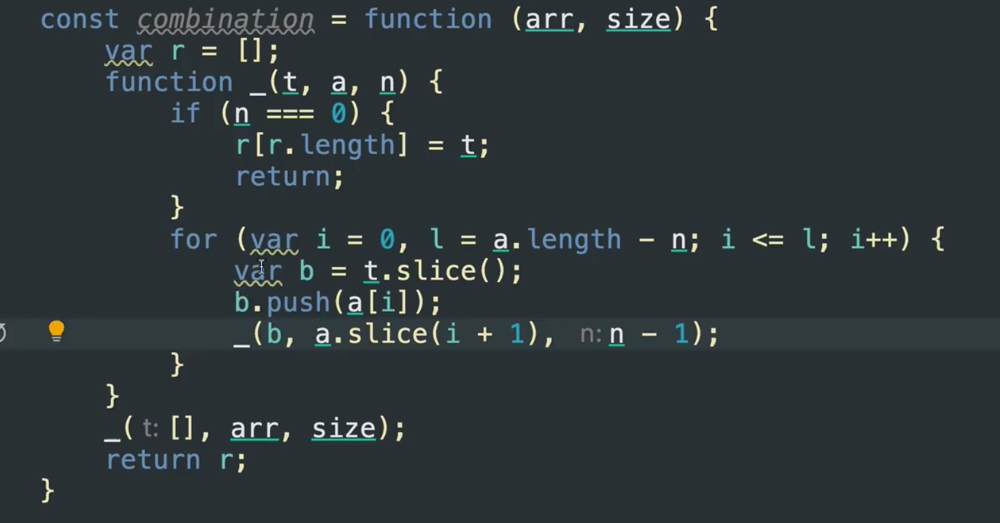 const combination = function (arr, size) {
    var r = [];
    function _(t, a, n) {
        if (n === 0) {
            r[r.length] = t;
            return;
        }
        for (var i = 0, l = a.length - n; i <= l; i++) {
            var b = t.slice();
            b.push(a[i]);
            _(b, a.slice(i + 1), n: n - 1);
        }
    }
    _( t: [], arr, size);
    return r;
}